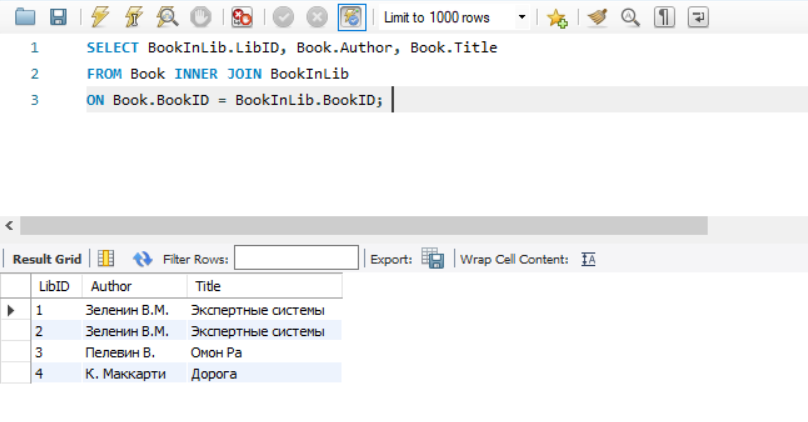 Limit to 1000 rows
1 SELECT BookInLib.LibID, Book.Author, Book.Title
2 FROM Book INNER JOIN BookInLib
3 ON Book.BookID = BookInLib.BookID;
Result Grid Filter Rows: Export: Wrap Cell Content:
LibID Author Title
1 Зеленин В.М. Экспертные системы
2 Зеленин В.М. Экспертные системы
3 Пелевин В. Омон Ра
4 К. Маккарти Дорога